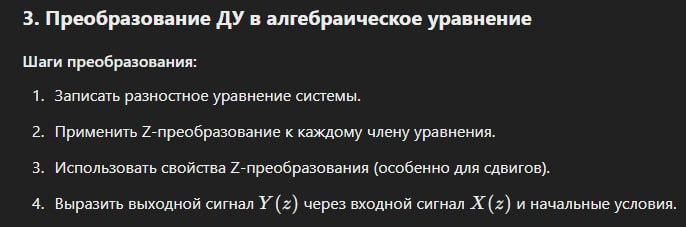 3. Преобразование ДУ в алгебраическое уравнение
Шаги преобразования:
1. Записать разностное уравнение системы.
2. Применить Z-преобразование к каждому члену уравнения.
3. Использовать свойства Z-преобразования (особенно для сдвигов).
4. Выразить выходной сигнал Y(z) через входной сигнал X(z) и начальные условия.